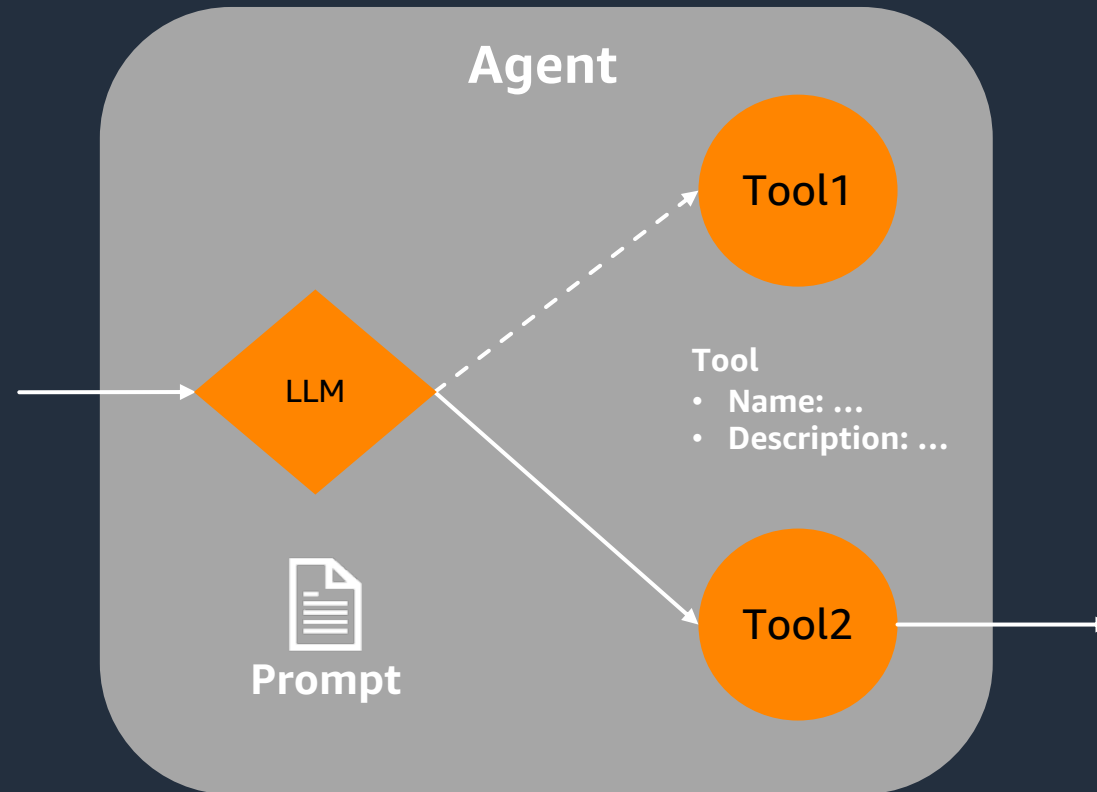 Agent
Tool1
LLM
Tool
• Name: ...
• Description: ...
Prompt
Tool2